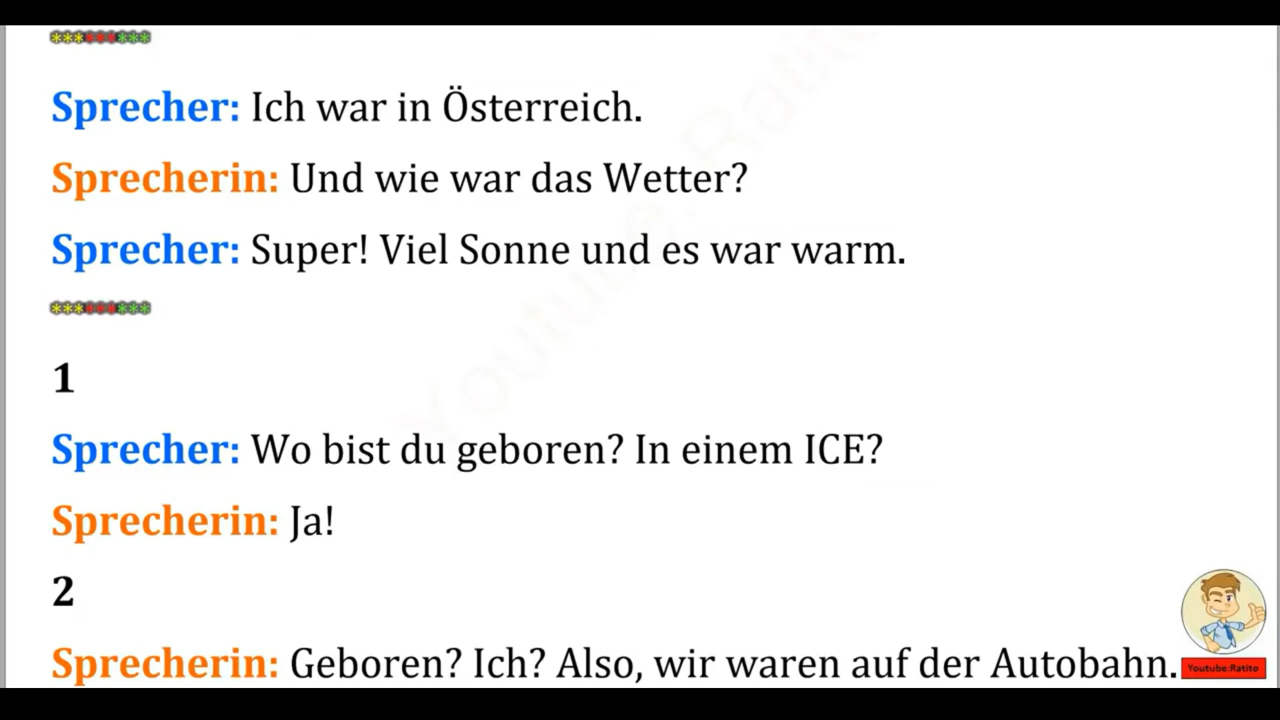 *********
Sprecher: Ich war in Österreich.
Sprecherin: Und wie war das Wetter?
Sprecher: Super! Viel Sonne und es war warm.
*********
1
Sprecher: Wo bist du geboren? In einem ICE?
Sprecherin: Ja!
2
Sprecherin: Geboren? Ich? Also, wir waren auf der Autobahn.
Youtube:Ratito
Youtube:Ratito